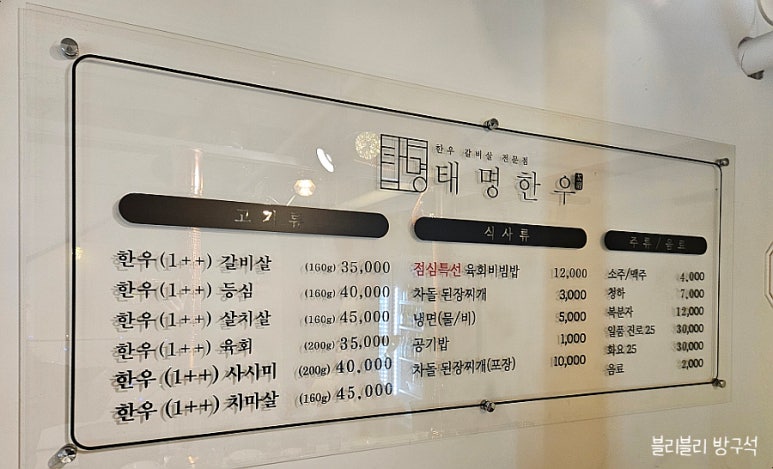 한우 갈비살 전문점
태명한우
고기류
한우(1++) 갈비살 (160g) 35,000
한우(1++) 등심 (160g) 40,000
한우(1++) 살치살 (160g) 45,000
한우(1++) 육회 (200g) 35,000
한우(1++) 사시미 (200g) 40,000
한우(1++) 치마살 (160g) 45,000
식사류
점심특선 육회비빔밥 12,000
차돌 된장찌개 3,000
냉면(물/비) 5,000
공기밥 1,000
차돌 된장찌개(포장) 10,000
주류/음료
소주/맥주 4,000
청하 7,000
복분자 12,000
일품 진로 25 30,000
화요 25 30,000
음료 2,000
블리블리 방구석